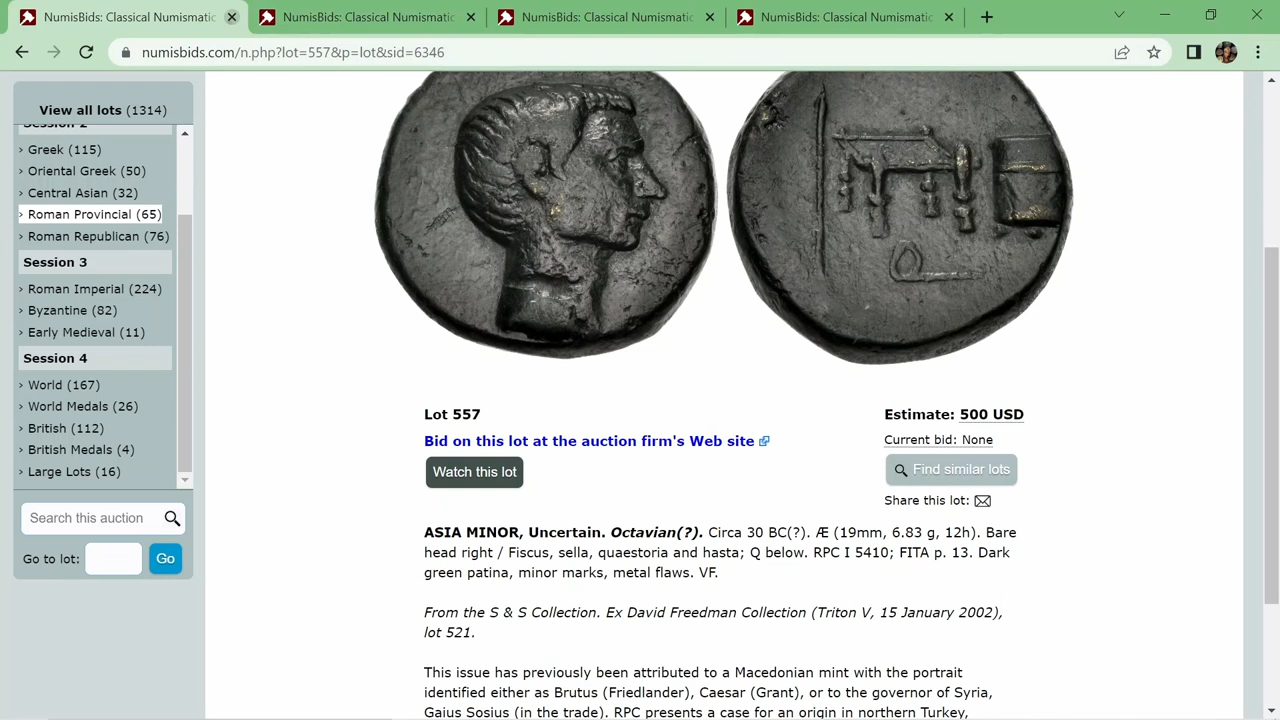 NumisBids: Classical Numismatic
NumisBids: Classical Numismatic
NumisBids: Classical Numismatic
NumisBids: Classical Numismatic
numisbids.com/n.php?lot=557&p=lot&sid=6346
View all lots (1314)
Session 2
› Greek (115)
› Oriental Greek (50)
› Central Asian (32)
› Roman Provincial (65)
› Roman Republican (76)
Session 3
› Roman Imperial (224)
› Byzantine (82)
› Early Medieval (11)
Session 4
› World (167)
› World Medals (26)
› British (112)
› British Medals (4)
› Large Lots (16)
Search this auction
Go to lot:
Go
Q
Lot 557
Estimate: 500 USD
Bid on this lot at the auction firm's Web site
Current bid: None
Watch this lot
Find similar lots
Share this lot:
ASIA MINOR, Uncertain. Octavian(?). Circa 30 BC(?). Æ (19mm, 6.83 g, 12h). Bare
head right / Fiscus, sella, quaestoria and hasta; Q below. RPC I 5410; FITA p. 13. Dark
green patina, minor marks, metal flaws. VF.
From the S & S Collection. Ex David Freedman Collection (Triton V, 15 January 2002),
lot 521.
This issue has previously been attributed to a Macedonian mint with the portrait
identified either as Brutus (Friedlander), Caesar (Grant), or to the governor of Syria,
Gaius Sosius (in the trade). RPC presents a case for an origin in northern Turkey,